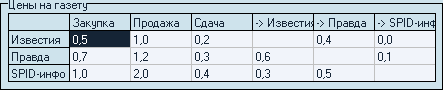 Цены на газету
Закупка Продажа Сдача -> Известия -> Правда -> SPID-инф
Известия 0,5 1,0 0,2 0,4 0,0
Правда 0,7 1,2 0,3 0,6 0,1
SPID-инфо 1,0 2,0 0,4 0,3 0,5